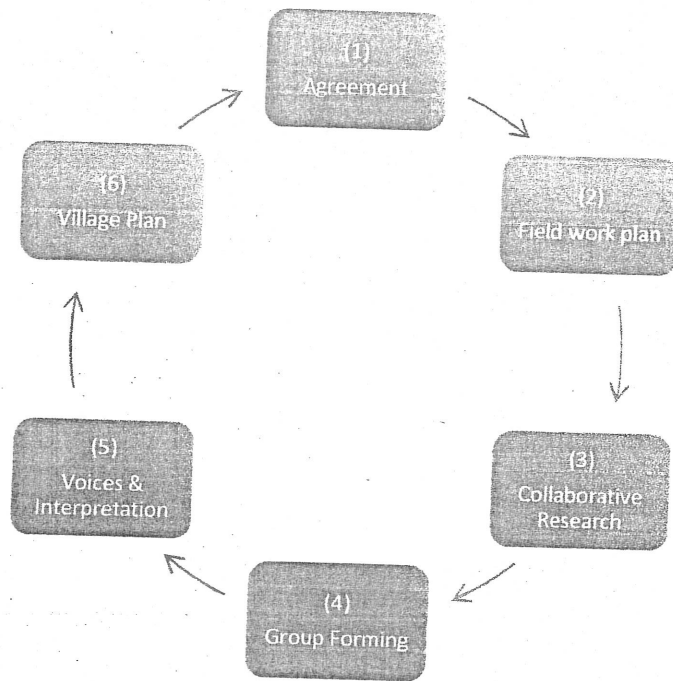 (1)
Agreement
(2)
Field work plan
(3)
Collaborative
Research
(4)
Group Forming
(5)
Voices &
Interpretation
(6)
Village Plan